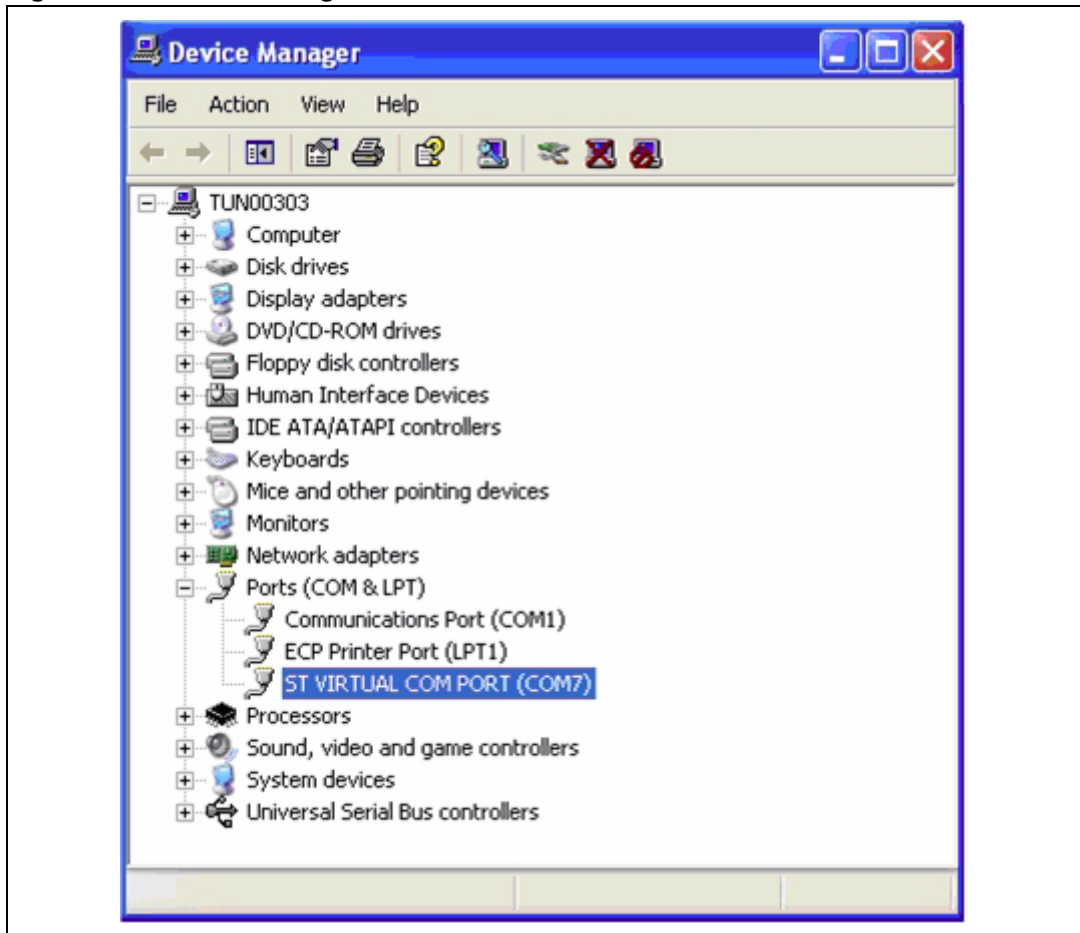 Device Manager
File Action View Help
TUN00303
Computer
Disk drives
Display adapters
DVD/CD-ROM drives
Floppy disk controllers
Human Interface Devices
IDE ATA/ATAPI controllers
Keyboards
Mice and other pointing devices
Monitors
Network adapters
Ports (COM & LPT)
Communications Port (COM1)
ECP Printer Port (LPT1)
ST VIRTUAL COM PORT (COM7)
Processors
Sound, video and game controllers
System devices
Universal Serial Bus controllers